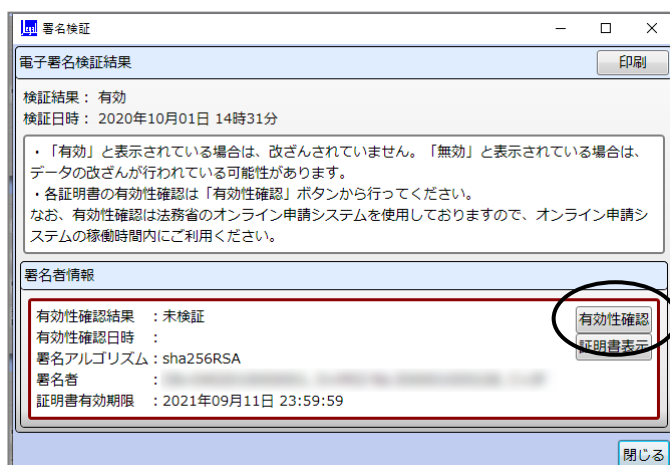 署名検証
電子署名検証結果
印刷
検証結果： 有効
検証日時： 2020年10月01日 14時31分
・「有効」と表示されている場合は、改ざんされていません。「無効」と表示されている場合は、
データの改ざんが行われている可能性があります。
・各証明書の有効性確認は「有効性確認」ボタンから行ってください。
なお、有効性確認は法務省のオンライン申請システムを使用しておりますので、オンライン申請シ
ステムの稼働時間内にご利用ください。
署名者情報
有効性確認結果 ：未検証
有効性確認
有効性確認日時 ：
証明書表示
署名アルゴリズム：sha256RSA
署名者 ：
証明書有効期限 ：2021年09月11日 23:59:59
閉じる